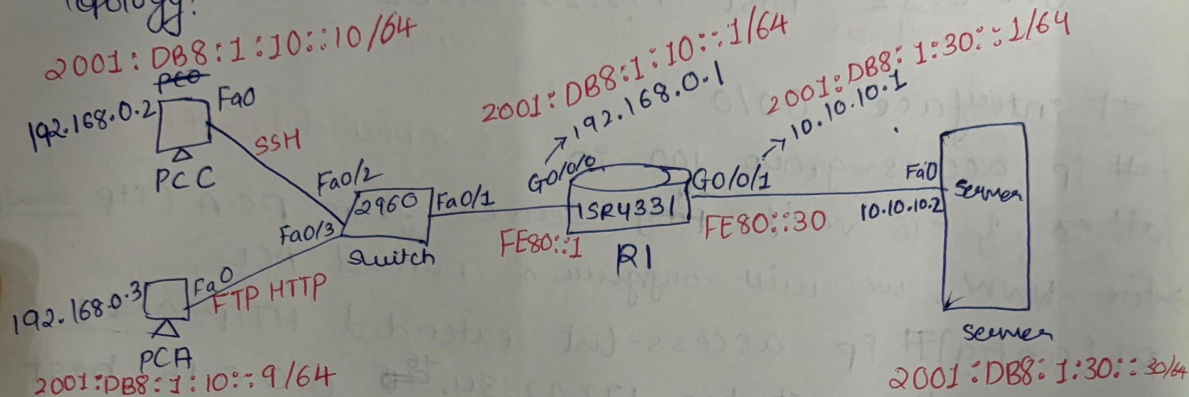 Topology:
2001:DB8:1:10::10/64
192.168.0.2
Fa0
PCC
SSH
Fa0/2
Fa0/3
2960
Switch
Fa0/1
192.168.0.3
Fa0
FTP HTTP
PCA
2001:DB8:1:10::9/64
2001:DB8:1:10::1/64
192.168.0.1
G0/0/0
ISR4331
R1
FE80::1
2001:DB8:1:30::1/64
10.10.10.1
G0/0/1
FE80::30
Fa0
10.10.10.2
Server
Server
2001:DB8:1:30::30/64